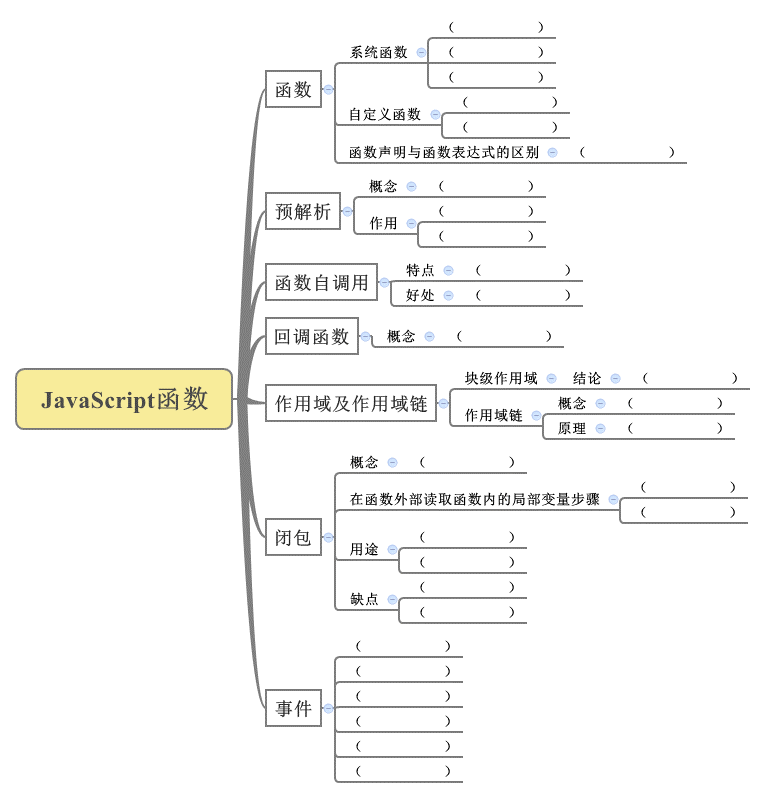 JavaScript函数
函数
系统函数
（ ）
（ ）
（ ）
自定义函数
（ ）
（ ）
函数声明与函数表达式的区别 （ ）
预解析
概念 （ ）
作用
（ ）
（ ）
函数自调用
特点 （ ）
好处 （ ）
回调函数
概念 （ ）
作用域及作用域链
块级作用域 结论 （ ）
作用域链
概念 （ ）
原理 （ ）
闭包
概念 （ ）
在函数外部读取函数内的局部变量步骤
（ ）
（ ）
用途
（ ）
（ ）
缺点
（ ）
（ ）
事件
（ ）
（ ）
（ ）
（ ）
（ ）
（ ）